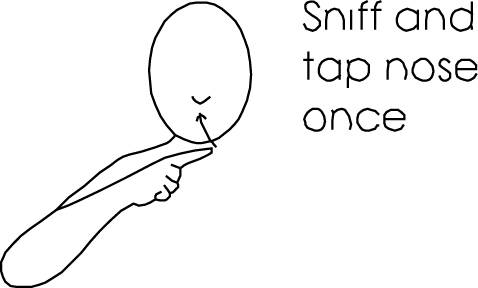 Sniff and
tap nose
once